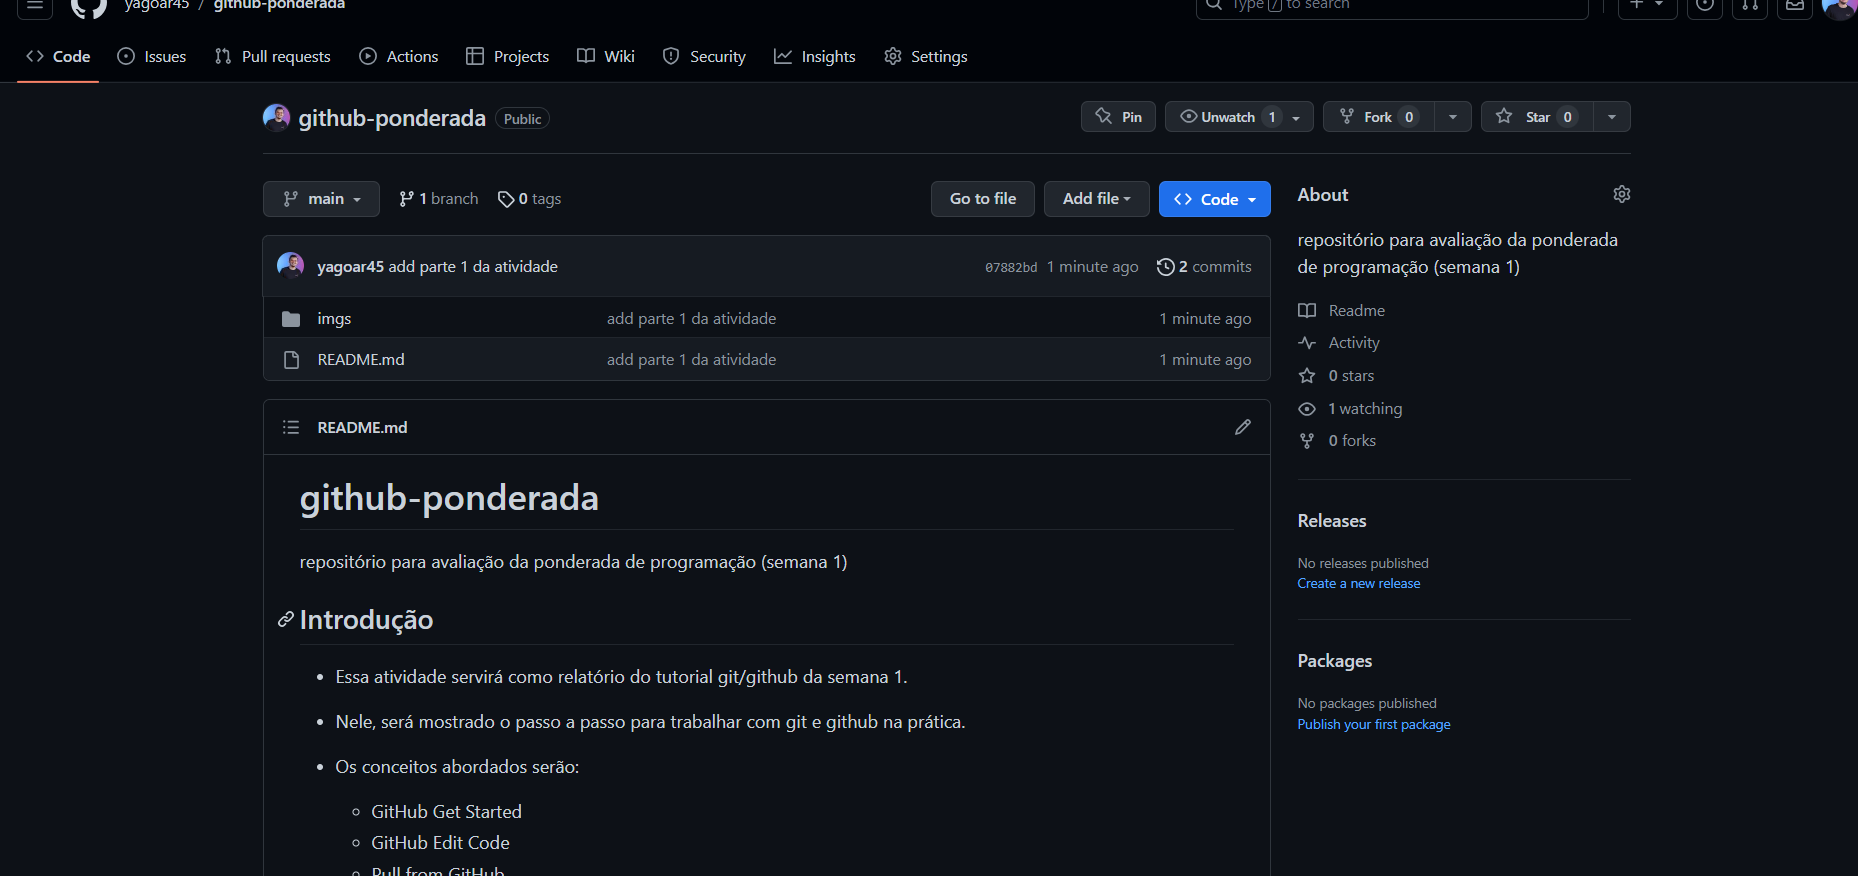 yagoar45 / github-ponderada
Type / to search
Code Issues Pull requests Actions Projects Wiki Security Insights Settings
github-ponderada Public
Pin Unwatch 1 Fork 0 Star 0
main 1 branch 0 tags Go to file Add file Code
yagoar45 add parte 1 da atividade 07882bd 1 minute ago 2 commits
imgs add parte 1 da atividade 1 minute ago
README.md add parte 1 da atividade 1 minute ago
README.md
github-ponderada
repositório para avaliação da ponderada de programação (semana 1)
Introdução
Essa atividade servirá como relatório do tutorial git/github da semana 1.
Nele, será mostrado o passo a passo para trabalhar com git e github na prática.
Os conceitos abordados serão:
GitHub Get Started
GitHub Edit Code
Pull from GitHub
About
repositório para avaliação da ponderada
de programação (semana 1)
Readme
Activity
0 stars
1 watching
0 forks
Releases
No releases published
Create a new release
Packages
No packages published
Publish your first package